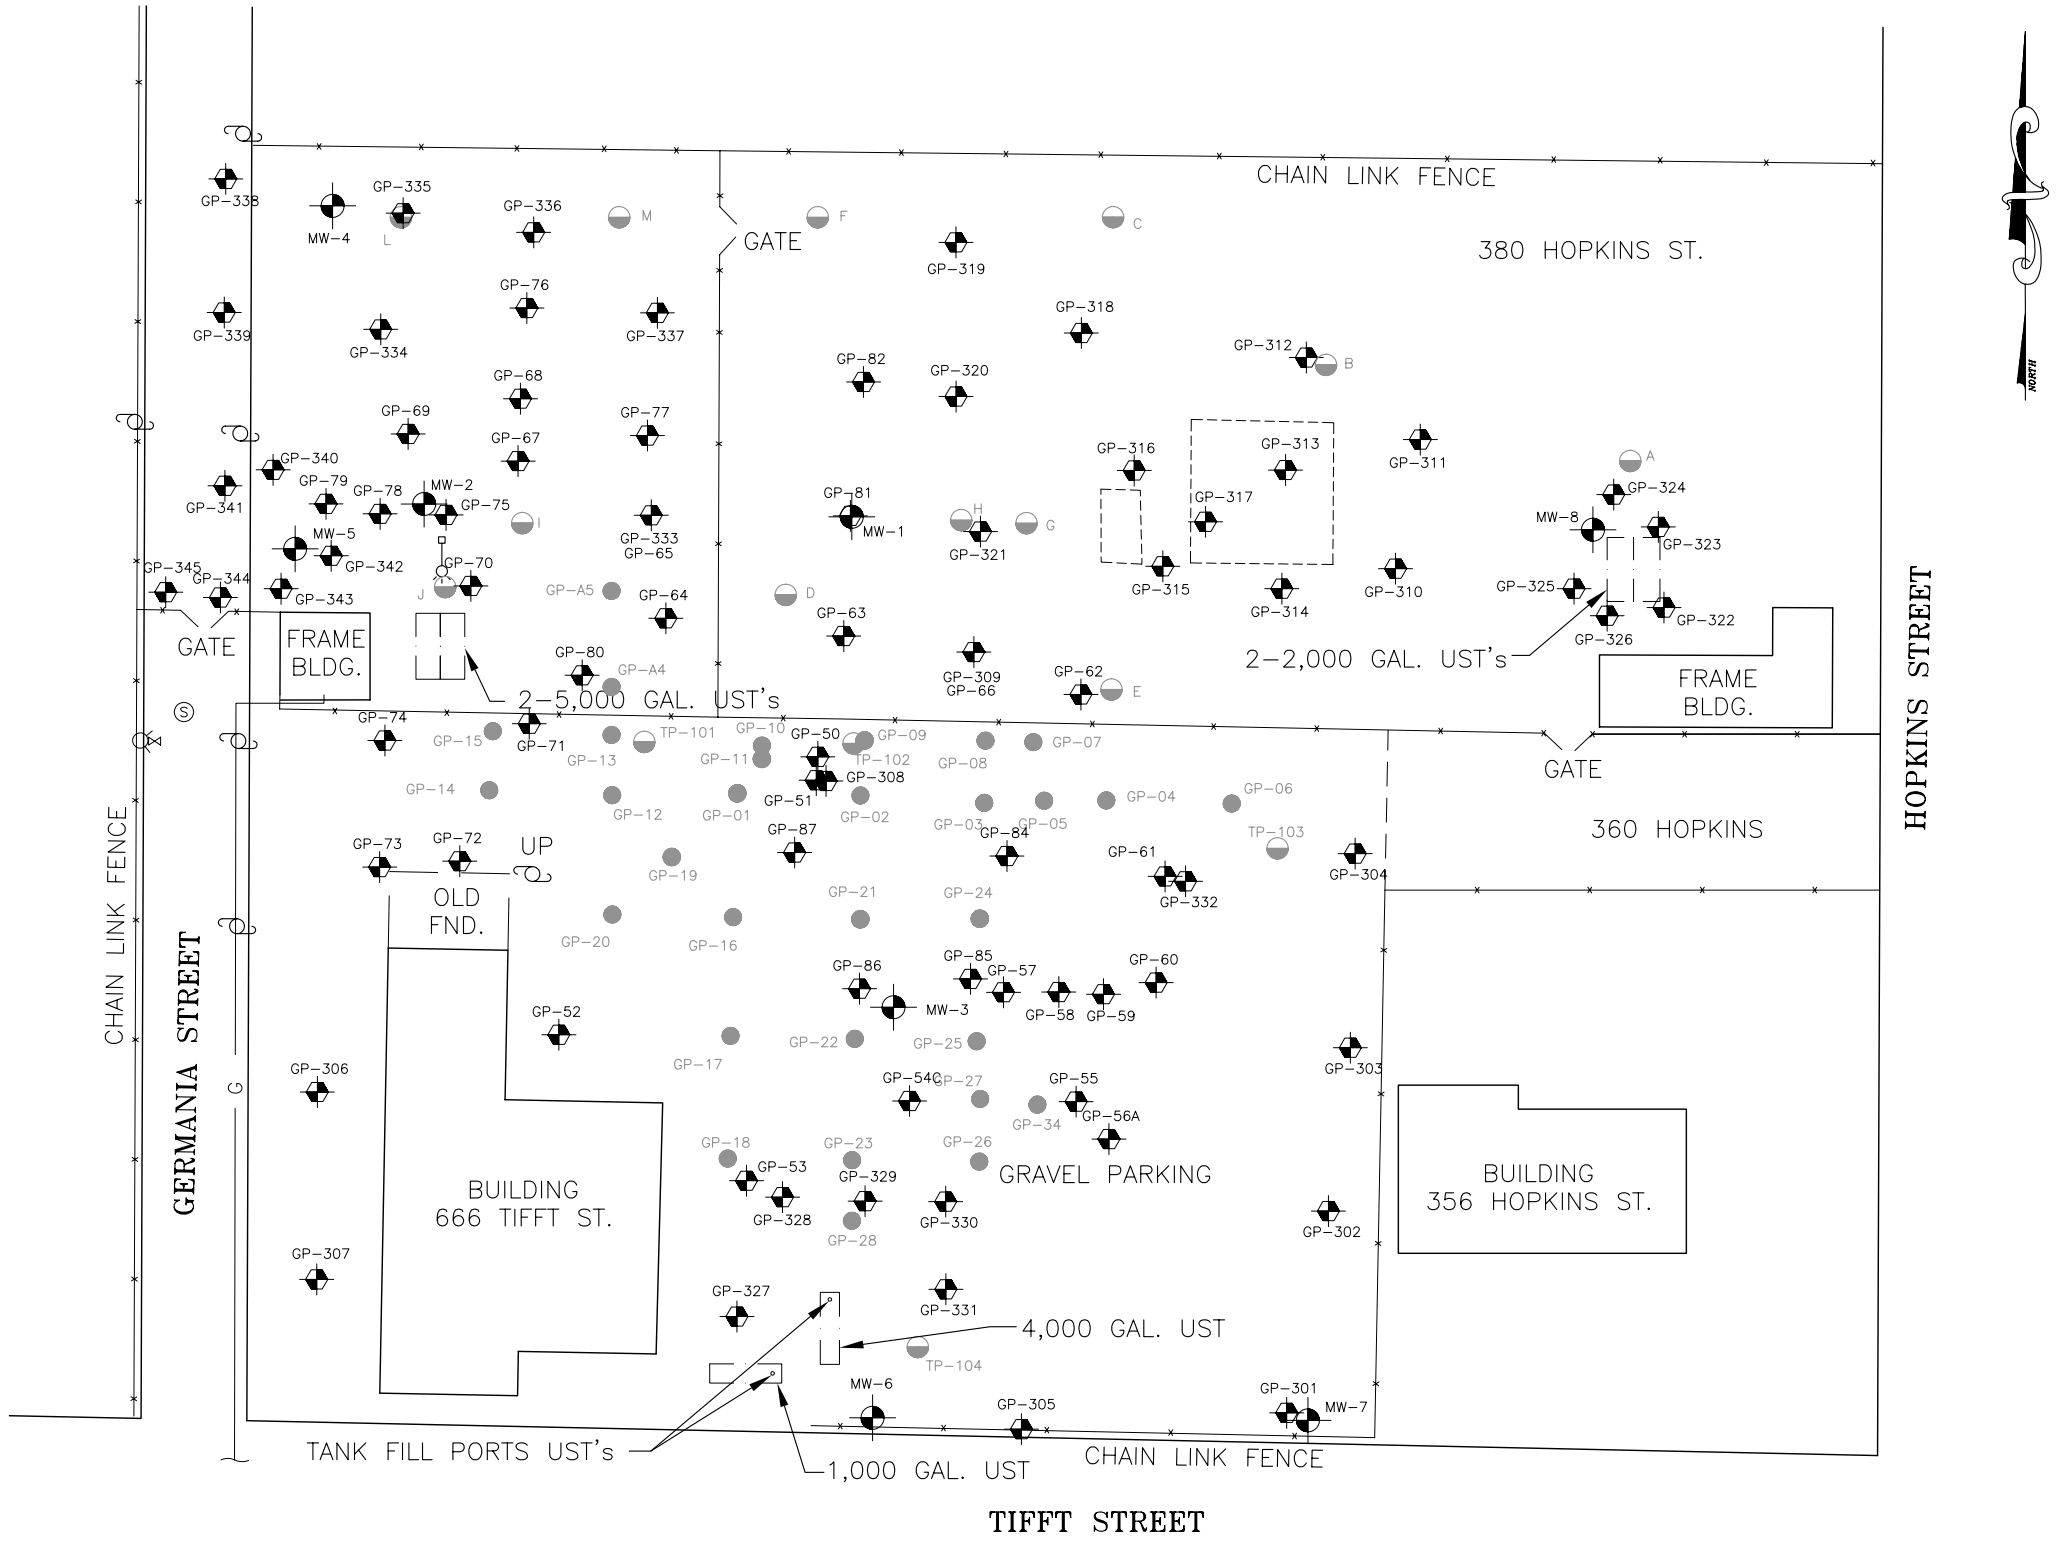 CHAIN LINK FENCE
GP-338
MW-4
GP-335
L
GP-336
M
GATE
F
C
380 HOPKINS ST.
GP-319
GP-76
GP-339
GP-334
GP-337
GP-318
GP-312
B
NORTH
GP-82
GP-320
GP-68
GP-69
GP-77
GP-67
GP-316
GP-313
GP-311
A
GP-340
GP-79
GP-78
MW-2
GP-75
GP-341
I
GP-81
MW-1
H
G
GP-321
GP-317
GP-324
MW-8
GP-323
MW-5
GP-342
GP-333
GP-65
GP-345
GP-344
GP-343
GP-70
J
GP-A5
GP-64
D
GP-63
GP-315
GP-314
GP-310
GP-325
GP-326
GP-322
GATE
FRAME
BLDG.
GP-80
GP-A4
2-5,000 GAL. UST's
GP-309
GP-66
GP-62
E
2-2,000 GAL. UST's
FRAME
BLDG.
HOPKINS STREET
S
GP-74
GP-15
GP-71
GP-13
TP-101
GP-10
GP-11
GP-50
GP-09
TP-102
GP-08
GP-07
GATE
GP-14
GP-12
GP-01
GP-51
GP-308
GP-02
GP-03
GP-05
GP-04
GP-06
TP-103
360 HOPKINS
CHAIN LINK FENCE
GP-73
GP-72
UP
GP-19
GP-87
GP-84
GP-61
GP-332
GP-304
OLD
FND.
GP-20
GP-16
GP-21
GP-24
GERMANIA STREET
GP-86
GP-85
GP-57
GP-58
GP-59
GP-60
MW-3
GP-52
GP-17
GP-22
GP-25
GP-303
GP-306
G
GP-54C
GP-27
GP-34
GP-55
GP-56A
GP-18
GP-23
GP-26
GRAVEL PARKING
GP-53
GP-328
GP-329
GP-330
GP-28
BUILDING
666 TIFFT ST.
BUILDING
356 HOPKINS ST.
GP-302
GP-307
GP-327
GP-331
4,000 GAL. UST
TP-104
MW-6
GP-305
GP-301
MW-7
TANK FILL PORTS UST's
1,000 GAL. UST
CHAIN LINK FENCE
TIFFT STREET